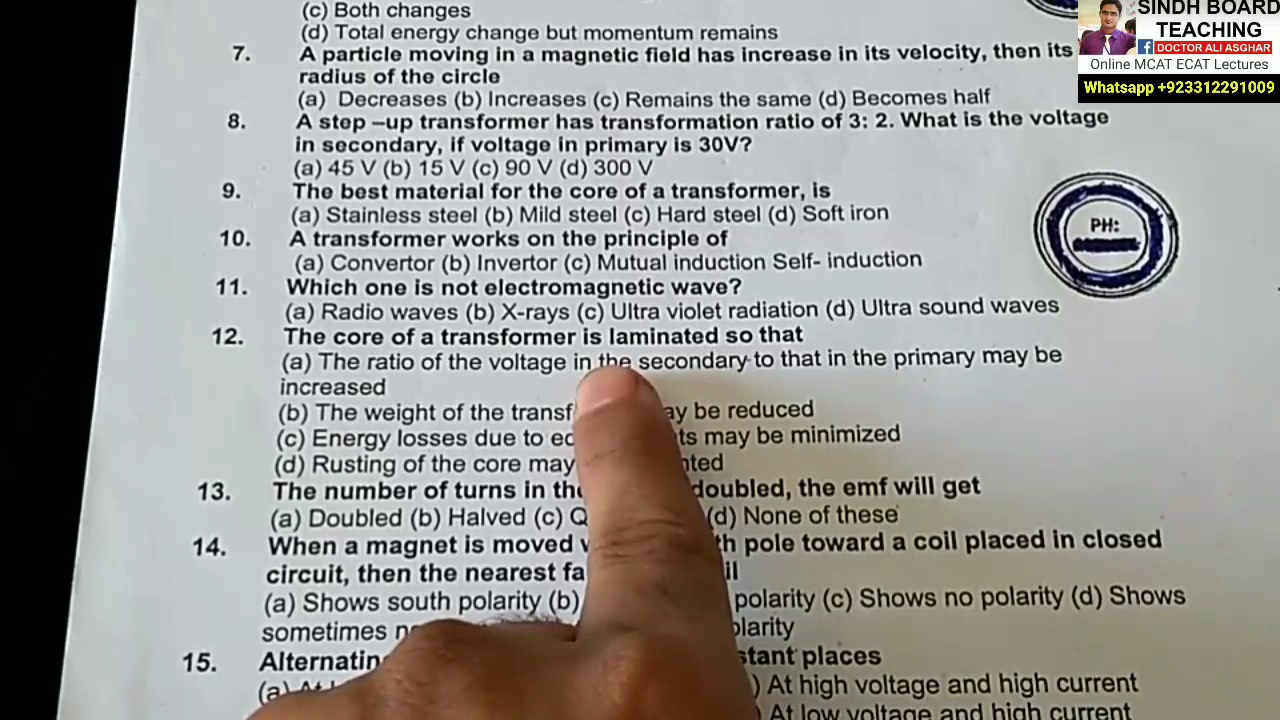 (c) Both changes
(d) Total energy change but momentum remains
7. A particle moving in a magnetic field has increase in its velocity, then its
radius of the circle
(a) Decreases (b) Increases (c) Remains the same (d) Becomes half
8. A step –up transformer has transformation ratio of 3: 2. What is the voltage
in secondary, if voltage in primary is 30V?
(a) 45 V (b) 15 V (c) 90 V (d) 300 V
9. The best material for the core of a transformer, is
(a) Stainless steel (b) Mild steel (c) Hard steel (d) Soft iron
10. A transformer works on the principle of
(a) Convertor (b) Invertor (c) Mutual induction Self- induction
11. Which one is not electromagnetic wave?
(a) Radio waves (b) X-rays (c) Ultra violet radiation (d) Ultra sound waves
12. The core of a transformer is laminated so that
(a) The ratio of the voltage in the secondary to that in the primary may be
increased
(b) The weight of the may be reduced
(c) Energy losses due to may be minimized
(d) Rusting of the core may
13. The number of turns in the doubled, the emf will get
(a) Doubled (b) Halved (c) (d) None of these
14. When a magnet is moved pole toward a coil placed in closed
circuit, then the nearest
(a) Shows south polarity (b) polarity (c) Shows no polarity (d) Shows
sometimes polarity
15. places
(a) At high voltage and high current
At low voltage and high current
PH:
SINDH BOARD
TEACHING
DOCTOR ALI ASGHAR
Online MCAT ECAT Lectures
Whatsapp +923312291009